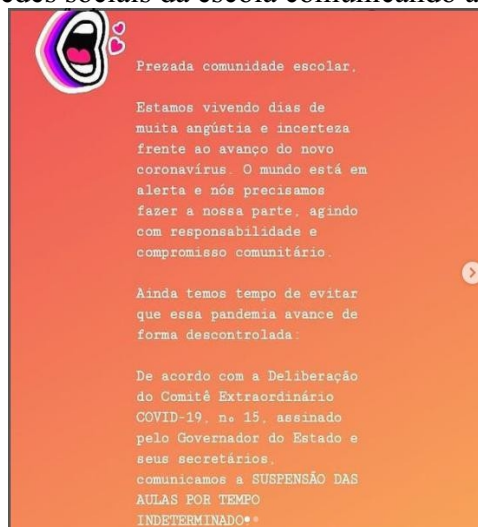 Prezada comunidade escolar,
Estamos vivendo dias de
muita angústia e incerteza
frente ao avanço do novo
coronavírus. O mundo está em
alerta e nós precisamos
fazer a nossa parte, agindo
com responsabilidade e
compromisso comunitário.
Ainda temos tempo de evitar
que essa pandemia avance de
forma descontrolada:
De acordo com a Deliberação
do Comitê Extraordinário
COVID-19, nº 15, assinado
pelo Governador do Estado e
seus secretários,
comunicamos a SUSPENSÃO DAS
AULAS POR TEMPO
INDETERMINADO